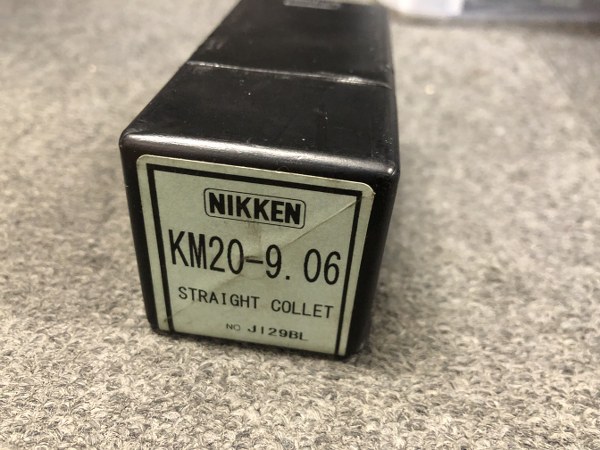 NIKKEN
KM20-9.06
STRAIGHT COLLET
NO J129BL